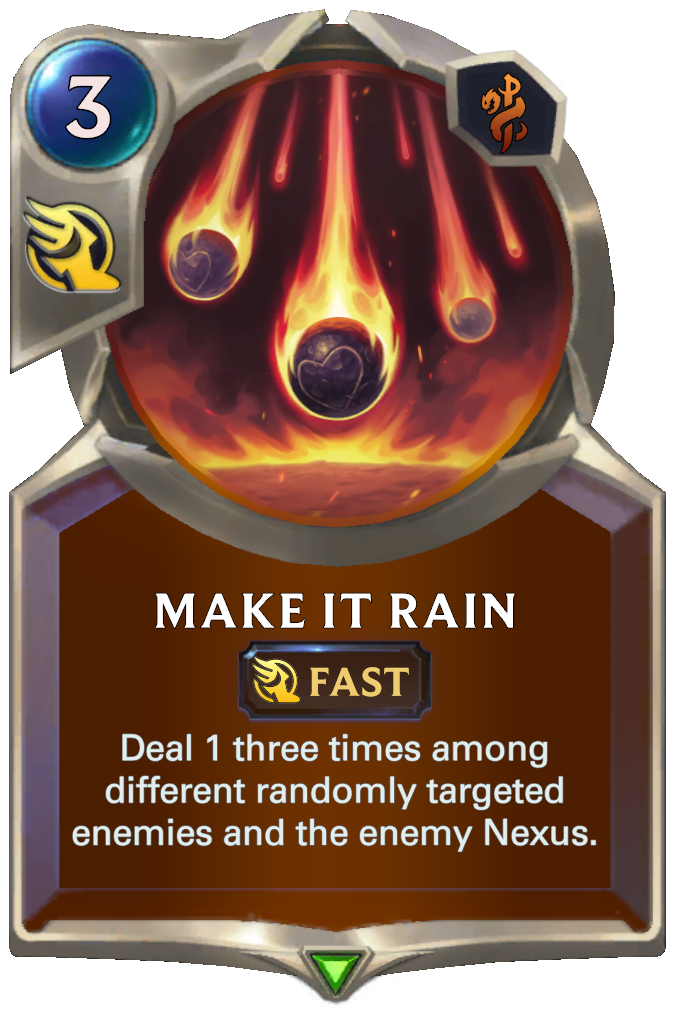 3
MAKE IT RAIN
FAST
Deal 1 three times among
different randomly targeted
enemies and the enemy Nexus.